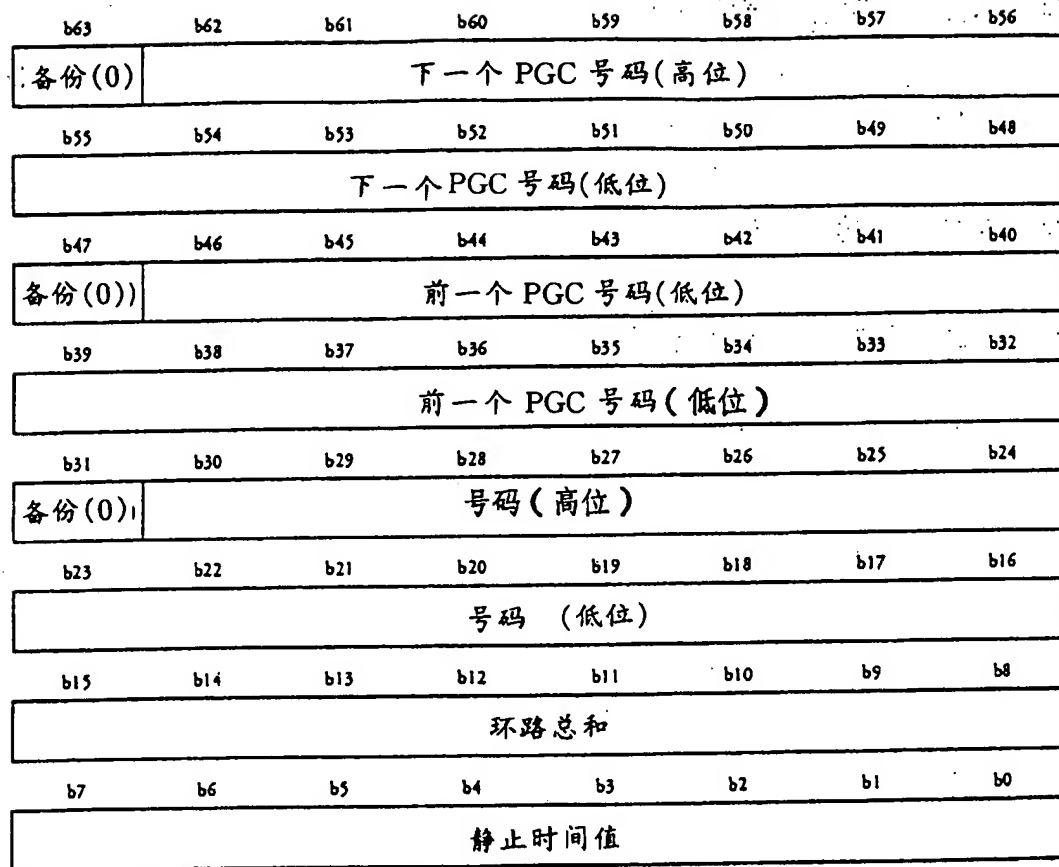 b63 b62 b61 b60 b59 b58 b57 b56
备份(0) 下一个 PGC 号码(高位)
b55 b54 b53 b52 b51 b50 b49 b48
下一个PGC 号码(低位)
b47 b46 b45 b44 b43 b42 b41 b40
备份(0)) 前一个 PGC 号码(低位)
b39 b38 b37 b36 b35 b34 b33 b32
前一个 PGC 号码(低位)
b31 b30 b29 b28 b27 b26 b25 b24
备份(0) 号码(高位)
b23 b22 b21 b20 b19 b18 b17 b16
号码 (低位)
b15 b14 b13 b12 b11 b10 b9 b8
环路总和
b7 b6 b5 b4 b3 b2 b1 b0
静止时间值